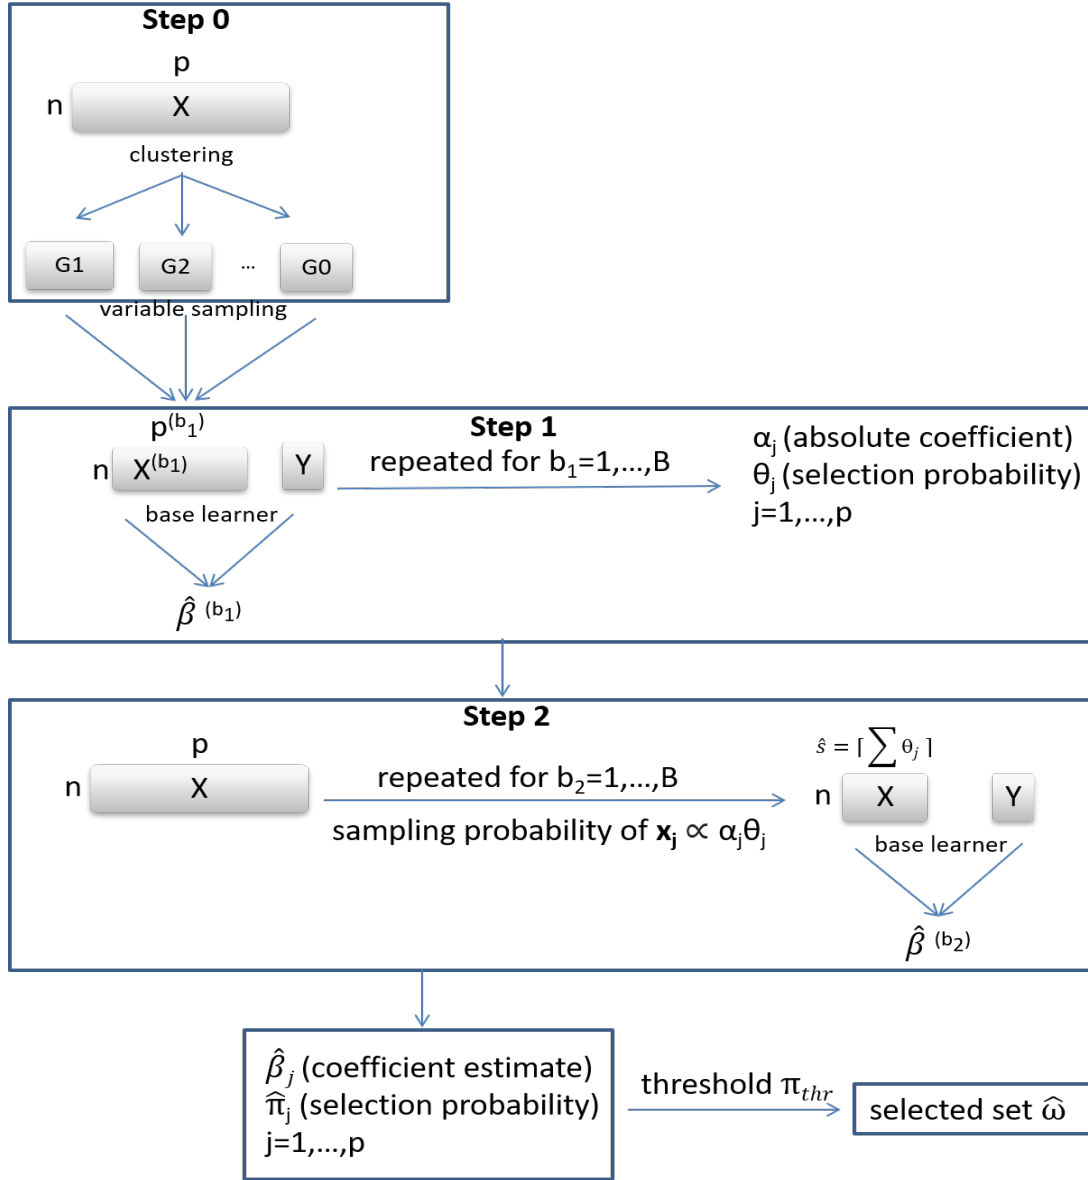 Step 0
p
n X
clustering
G1 G2 ... G0
variable sampling
p(b₁)
Step 1
n X(b₁) Y
repeated for b₁=1,...,B
base learner
β̂ (b₁)
αⱼ (absolute coefficient)
θⱼ (selection probability)
j=1,...,p
Step 2
p
n X
repeated for b₂=1,...,B
sampling probability of xⱼ ∝ αⱼθⱼ
ŝ = ⌈∑ θⱼ⌉
n X Y
base learner
β̂ (b₂)
β̂ⱼ (coefficient estimate)
π̂ⱼ (selection probability)
j=1,...,p
threshold π_thr
selected set ω̂